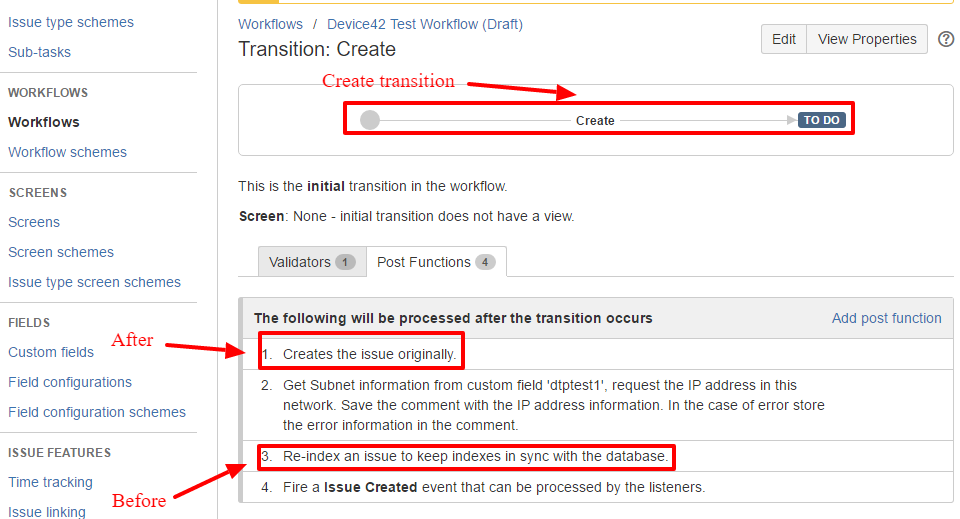 Issue type schemes
Sub-tasks
WORKFLOWS
Workflows
Workflow schemes
SCREENS
Screens
Screen schemes
Issue type screen schemes
FIELDS
Custom fields
Field configurations
Field configuration schemes
ISSUE FEATURES
Time tracking
Issue linking
Workflows / Device42 Test Workflow (Draft)
Transition: Create
Edit View Properties ?
Create transition
Create TO DO
This is the initial transition in the workflow.
Screen: None - initial transition does not have a view.
Validators 1 Post Functions 4
The following will be processed after the transition occurs Add post function
After
1. Creates the issue originally.
2. Get Subnet information from custom field 'dtptest1', request the IP address in this
network. Save the comment with the IP address information. In the case of error store
the error information in the comment.
3. Re-index an issue to keep indexes in sync with the database.
Before
4. Fire a Issue Created event that can be processed by the listeners.